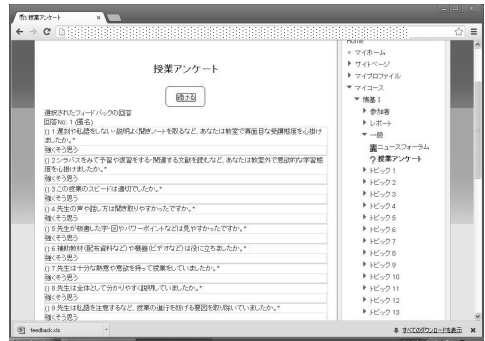 授業アンケート
Home
マイホーム
サイトページ
マイプロファイル
マイコース
情基 1
参加者
レポート
一般
ニュースフォーラム
授業アンケート
トピック 1
トピック 2
トピック 3
トピック 4
トピック 5
トピック 6
トピック 7
トピック 8
トピック 9
トピック 10
トピック 11
トピック 12
トピック 13
授業アンケート
続ける
選択されたフィードバックの回答
回答No: 1 (匿名)
() 1 遅刻や私語をしない・説明よく聞き・ノートを取るなど、あなたは教室で真面目な受講態度を心掛け
ましたか。*
強くそう思う
() 2 シラバスをみて予習や復習をする・関連する文献を読むなど、あなたは教室外で意欲的な学習態
度を心掛けましたか。*
強くそう思う
() 3 この授業のスピードは適切でしたか。*
強くそう思う
() 4 先生の声や話し方は聞き取りやすかったですか。*
強くそう思う
() 5 先生が板書した字・図やパワーポイントなどは見やすかったですか。*
強くそう思う
() 6 補助教材(配布資料など)や機器(ビデオなど)は役に立ちましたか。*
強くそう思う
() 7 先生は十分な熱意や意欲を持って授業をしていましたか。*
強くそう思う
() 8 先生は全体として分かりやすく説明していましたか。*
強くそう思う
() 9 先生は私語を注意するなど、授業の進行を妨げる要因を取り除いていましたか。*
強くそう思う
feedback.xls
すべてのダウンロードを表示